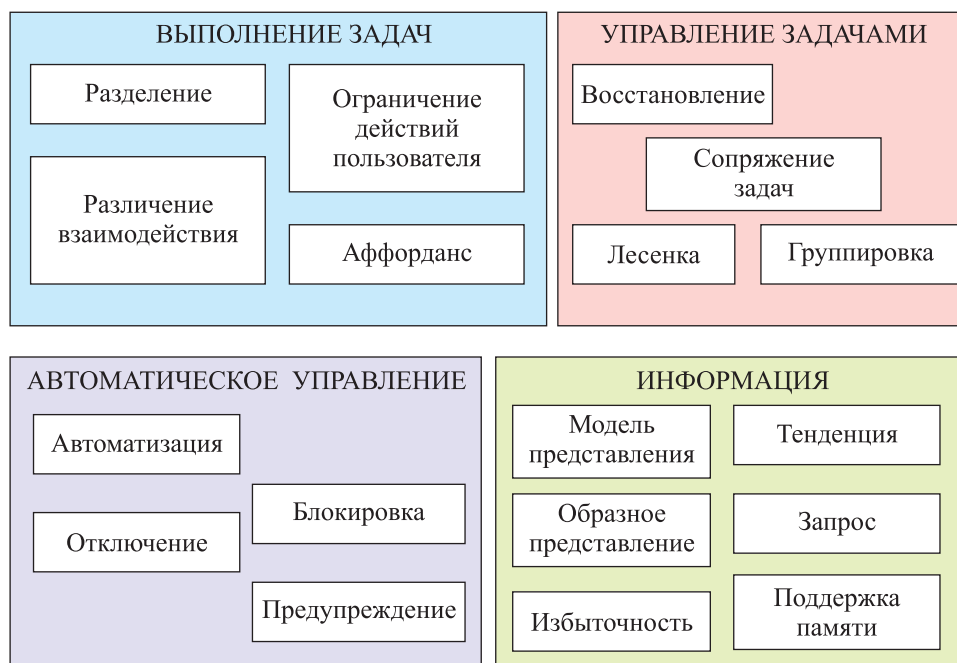 ВЫПОЛНЕНИЕ ЗАДАЧ
Разделение
Ограничение
действий
пользователя
Различение
взаимодействия
Аффорданс
УПРАВЛЕНИЕ ЗАДАЧАМИ
Восстановление
Сопряжение
задач
Лесенка
Группировка
АВТОМАТИЧЕСКОЕ УПРАВЛЕНИЕ
Автоматизация
Блокировка
Отключение
Предупреждение
ИНФОРМАЦИЯ
Модель
представления
Тенденция
Образное
представление
Запрос
Избыточность
Поддержка
памяти